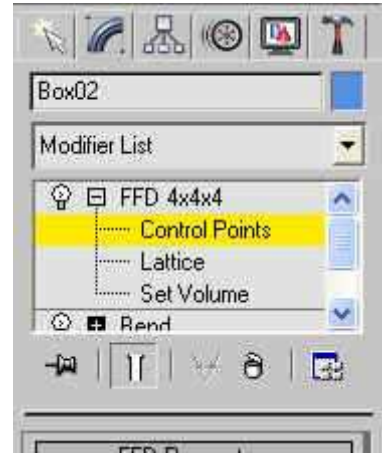 Box02
Modifier List
FFD 4x4x4
Control Points
Lattice
Set Volume
Bend